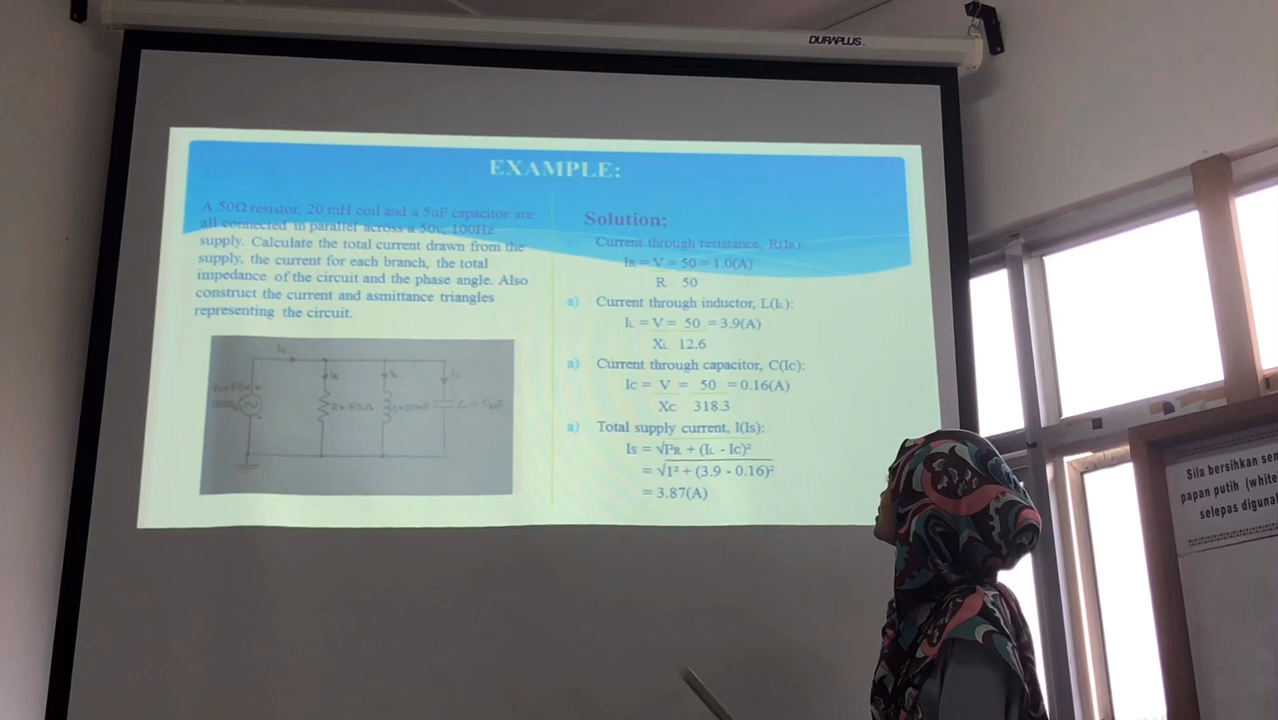 DURAPLUS
EXAMPLE:
A 50Ω resistor, 20 mH coil and a 5uF capacitor are
all connected in parallel across a 50v, 100Hz
supply. Calculate the total current drawn from the
supply, the current for each branch, the total
impedance of the circuit and the phase angle. Also
construct the current and asmittance triangles
representing the circuit.
Solution:
Current through resistance, R(IR):
IR = V = 50 = 1.0(A)
R 50
a) Current through inductor, L(IL):
IL = V = 50 = 3.9(A)
XL 12.6
a) Current through capacitor, C(Ic):
Ic = V = 50 = 0.16(A)
Xc 318.3
a) Total supply current, I(Is):
Is = √I²R + (IL - Ic)²
= √1² + (3.9 - 0.16)²
= 3.87(A)
R=50Ω
Sila bersihkan
papan putih (white
selepas